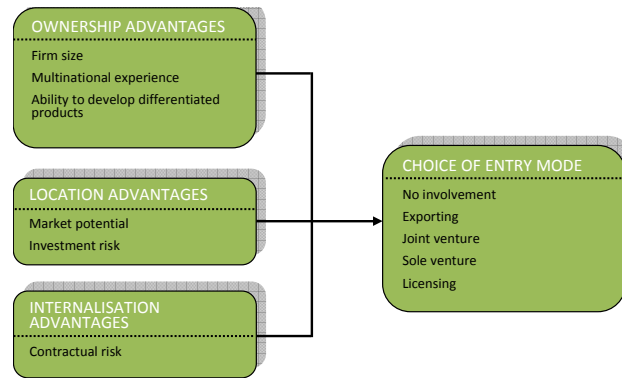 OWNERSHIP ADVANTAGES
Firm size
Multinational experience
Ability to develop differentiated
products
LOCATION ADVANTAGES
Market potential
Investment risk
INTERNALISATION
ADVANTAGES
Contractual risk
CHOICE OF ENTRY MODE
No involvement
Exporting
Joint venture
Sole venture
Licensing